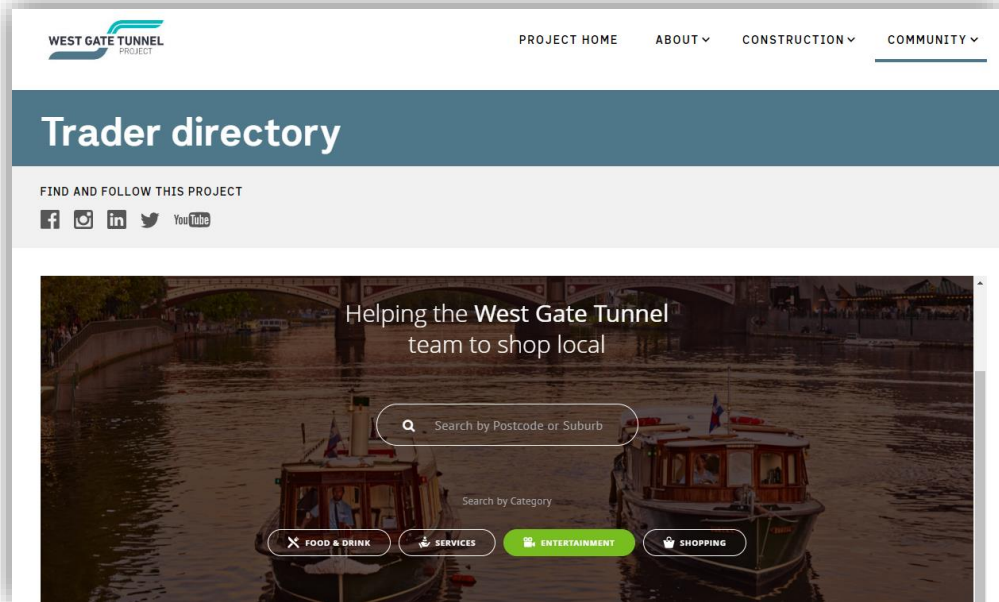 WEST GATE TUNNEL
PROJECT
PROJECT HOME ABOUT CONSTRUCTION COMMUNITY
Trader directory
FIND AND FOLLOW THIS PROJECT
f in YouTube
Helping the West Gate Tunnel
team to shop local
Search by Postcode or Suburb
Search by Category
FOOD & DRINK SERVICES ENTERTAINMENT SHOPPING